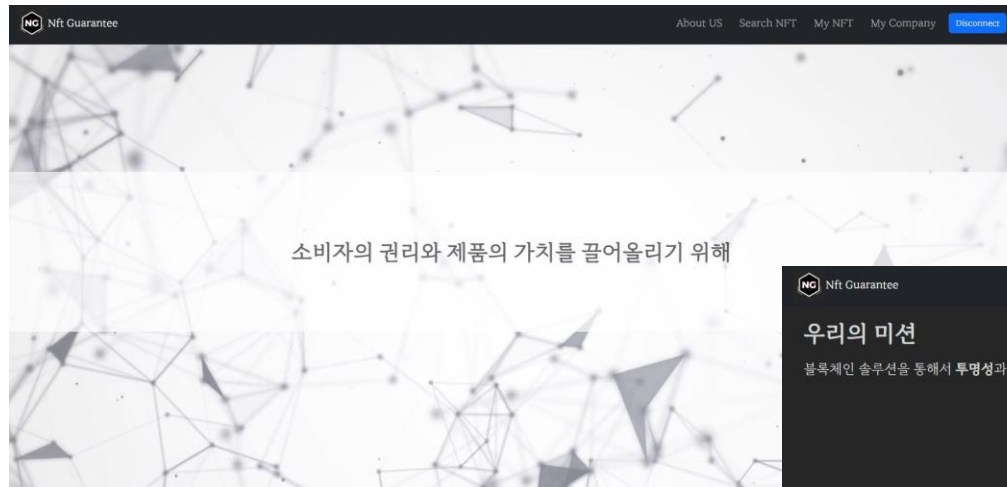 NG Nft Guarantee About US Search NFT My NFT My Company Disconnect
소비자의 권리와 제품의 가치를 끌어올리기 위해
NG Nft Guarantee
우리의 미션
블록체인 솔루션을 통해서 투명성과